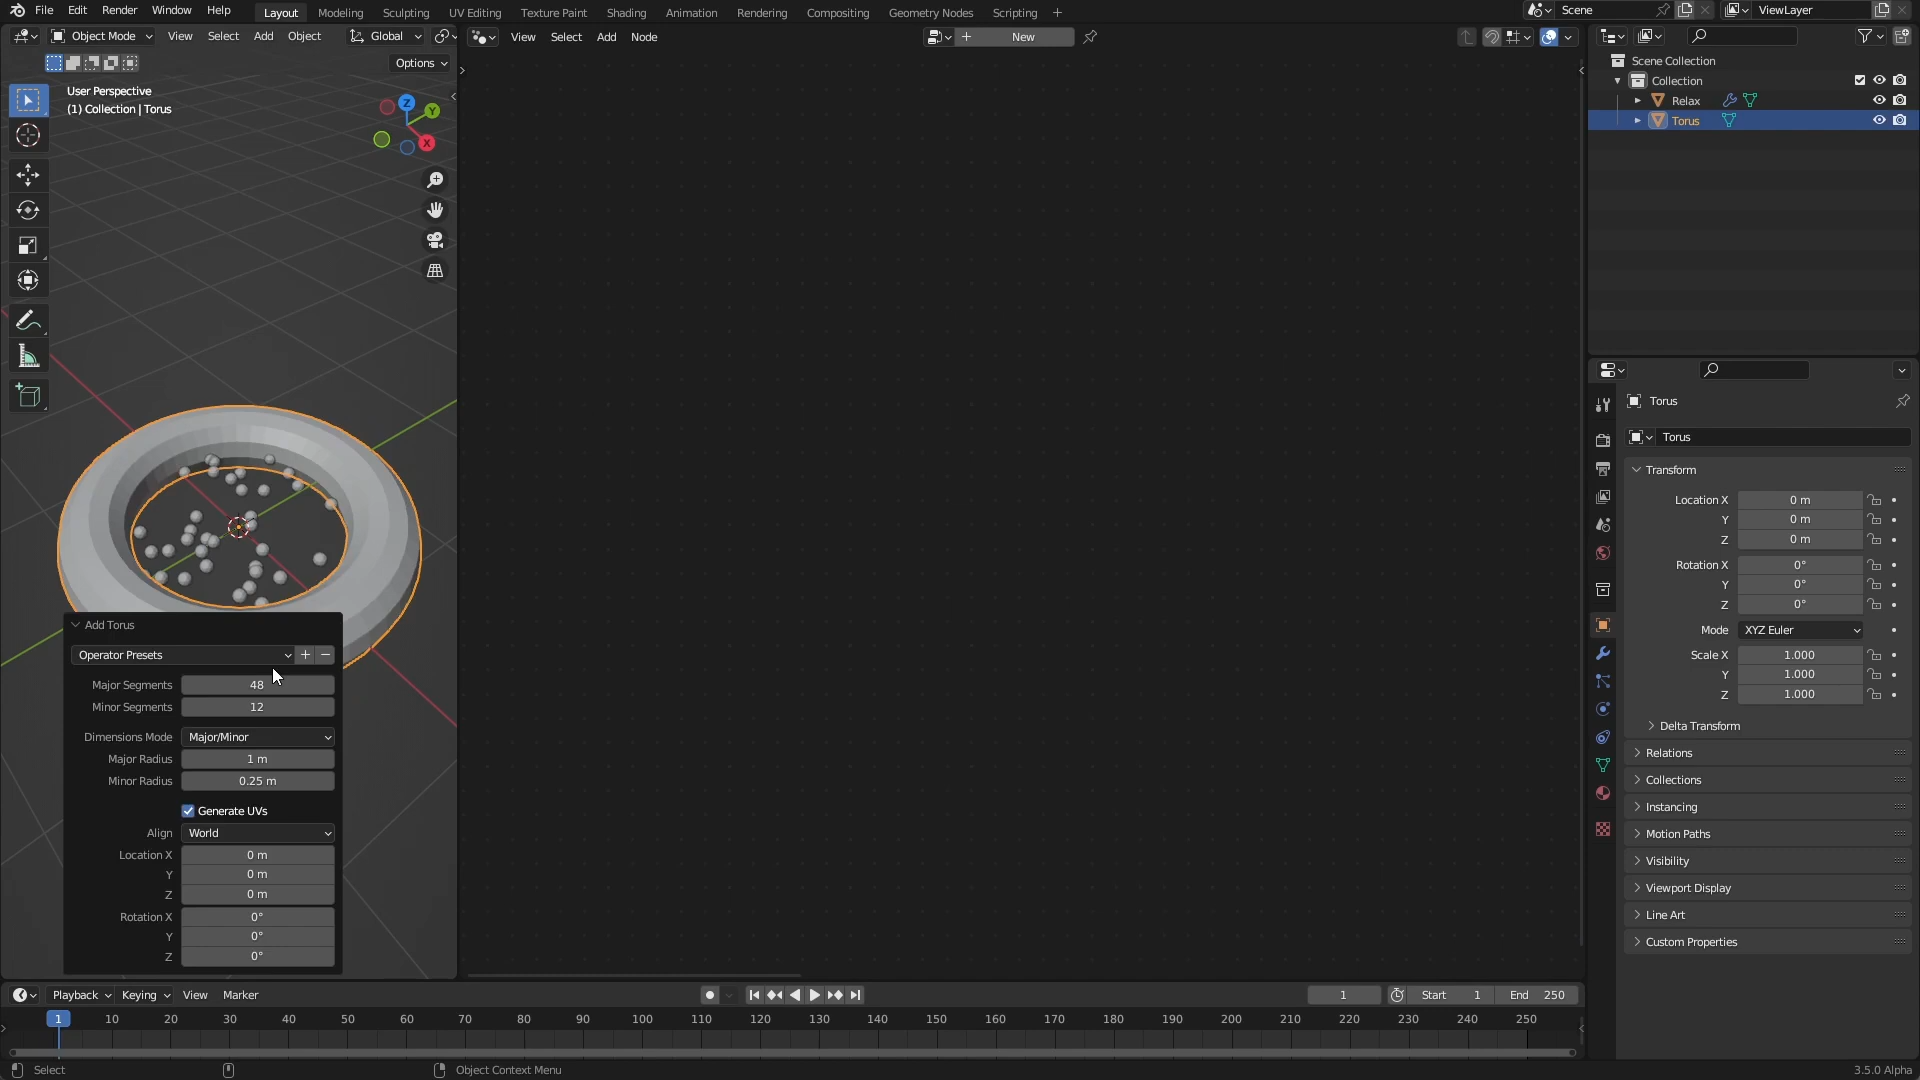 File Edit Render Window Help Layout Modeling Sculpting UV Editing Texture Paint Shading Animation Rendering Compositing Geometry Nodes Scripting + Scene ViewLayer
Object Mode View Select Add Object Global View Select Add Node + New
Options
User Perspective
(1) Collection | Torus
Z
Y
X
Add Torus
Operator Presets + −
Major Segments 48
Minor Segments 12
Dimensions Mode Major/Minor
Major Radius 1 m
Minor Radius 0.25 m
Generate UVs
Align World
Location X 0 m
Y 0 m
Z 0 m
Rotation X 0°
Y 0°
Z 0°
Scene Collection
Collection
Relax
Torus
Torus
Torus
Transform
Location X 0 m
Y 0 m
Z 0 m
Rotation X 0°
Y 0°
Z 0°
Mode XYZ Euler
Scale X 1.000
Y 1.000
Z 1.000
Delta Transform
Relations
Collections
Instancing
Motion Paths
Visibility
Viewport Display
Line Art
Custom Properties
Playback Keying View Marker 1 Start 1 End 250
1 10 20 30 40 50 60 70 80 90 100 110 120 130 140 150 160 170 180 190 200 210 220 230 240 250
Select Object Context Menu 3.5.0 Alpha